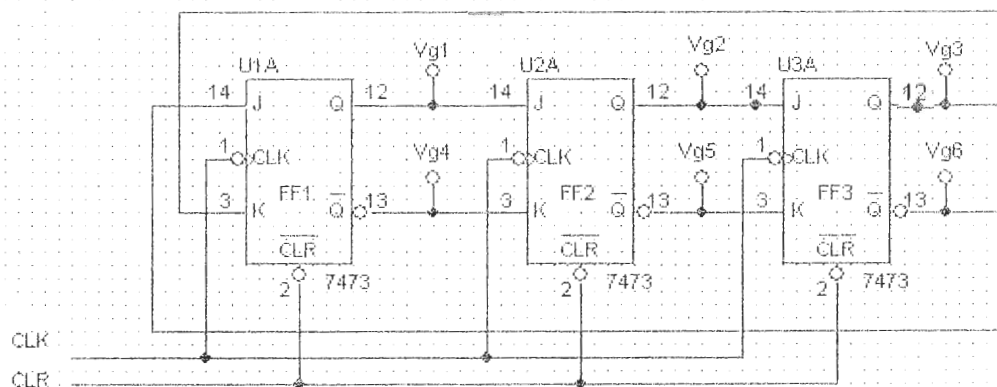 Vg1
Vg2
Vg3
U1A
U2A
U3A
14 J Q 12
14 J Q 12
14 J Q 12
1 CLK
1 CLK
1 CLK
Vg4
Vg5
Vg6
3 K FF1 Q 13
3 K FF2 Q 13
3 K FF3 Q 13
CLR
CLR
CLR
2 7473
2 7473
2 7473
CLK
CLR